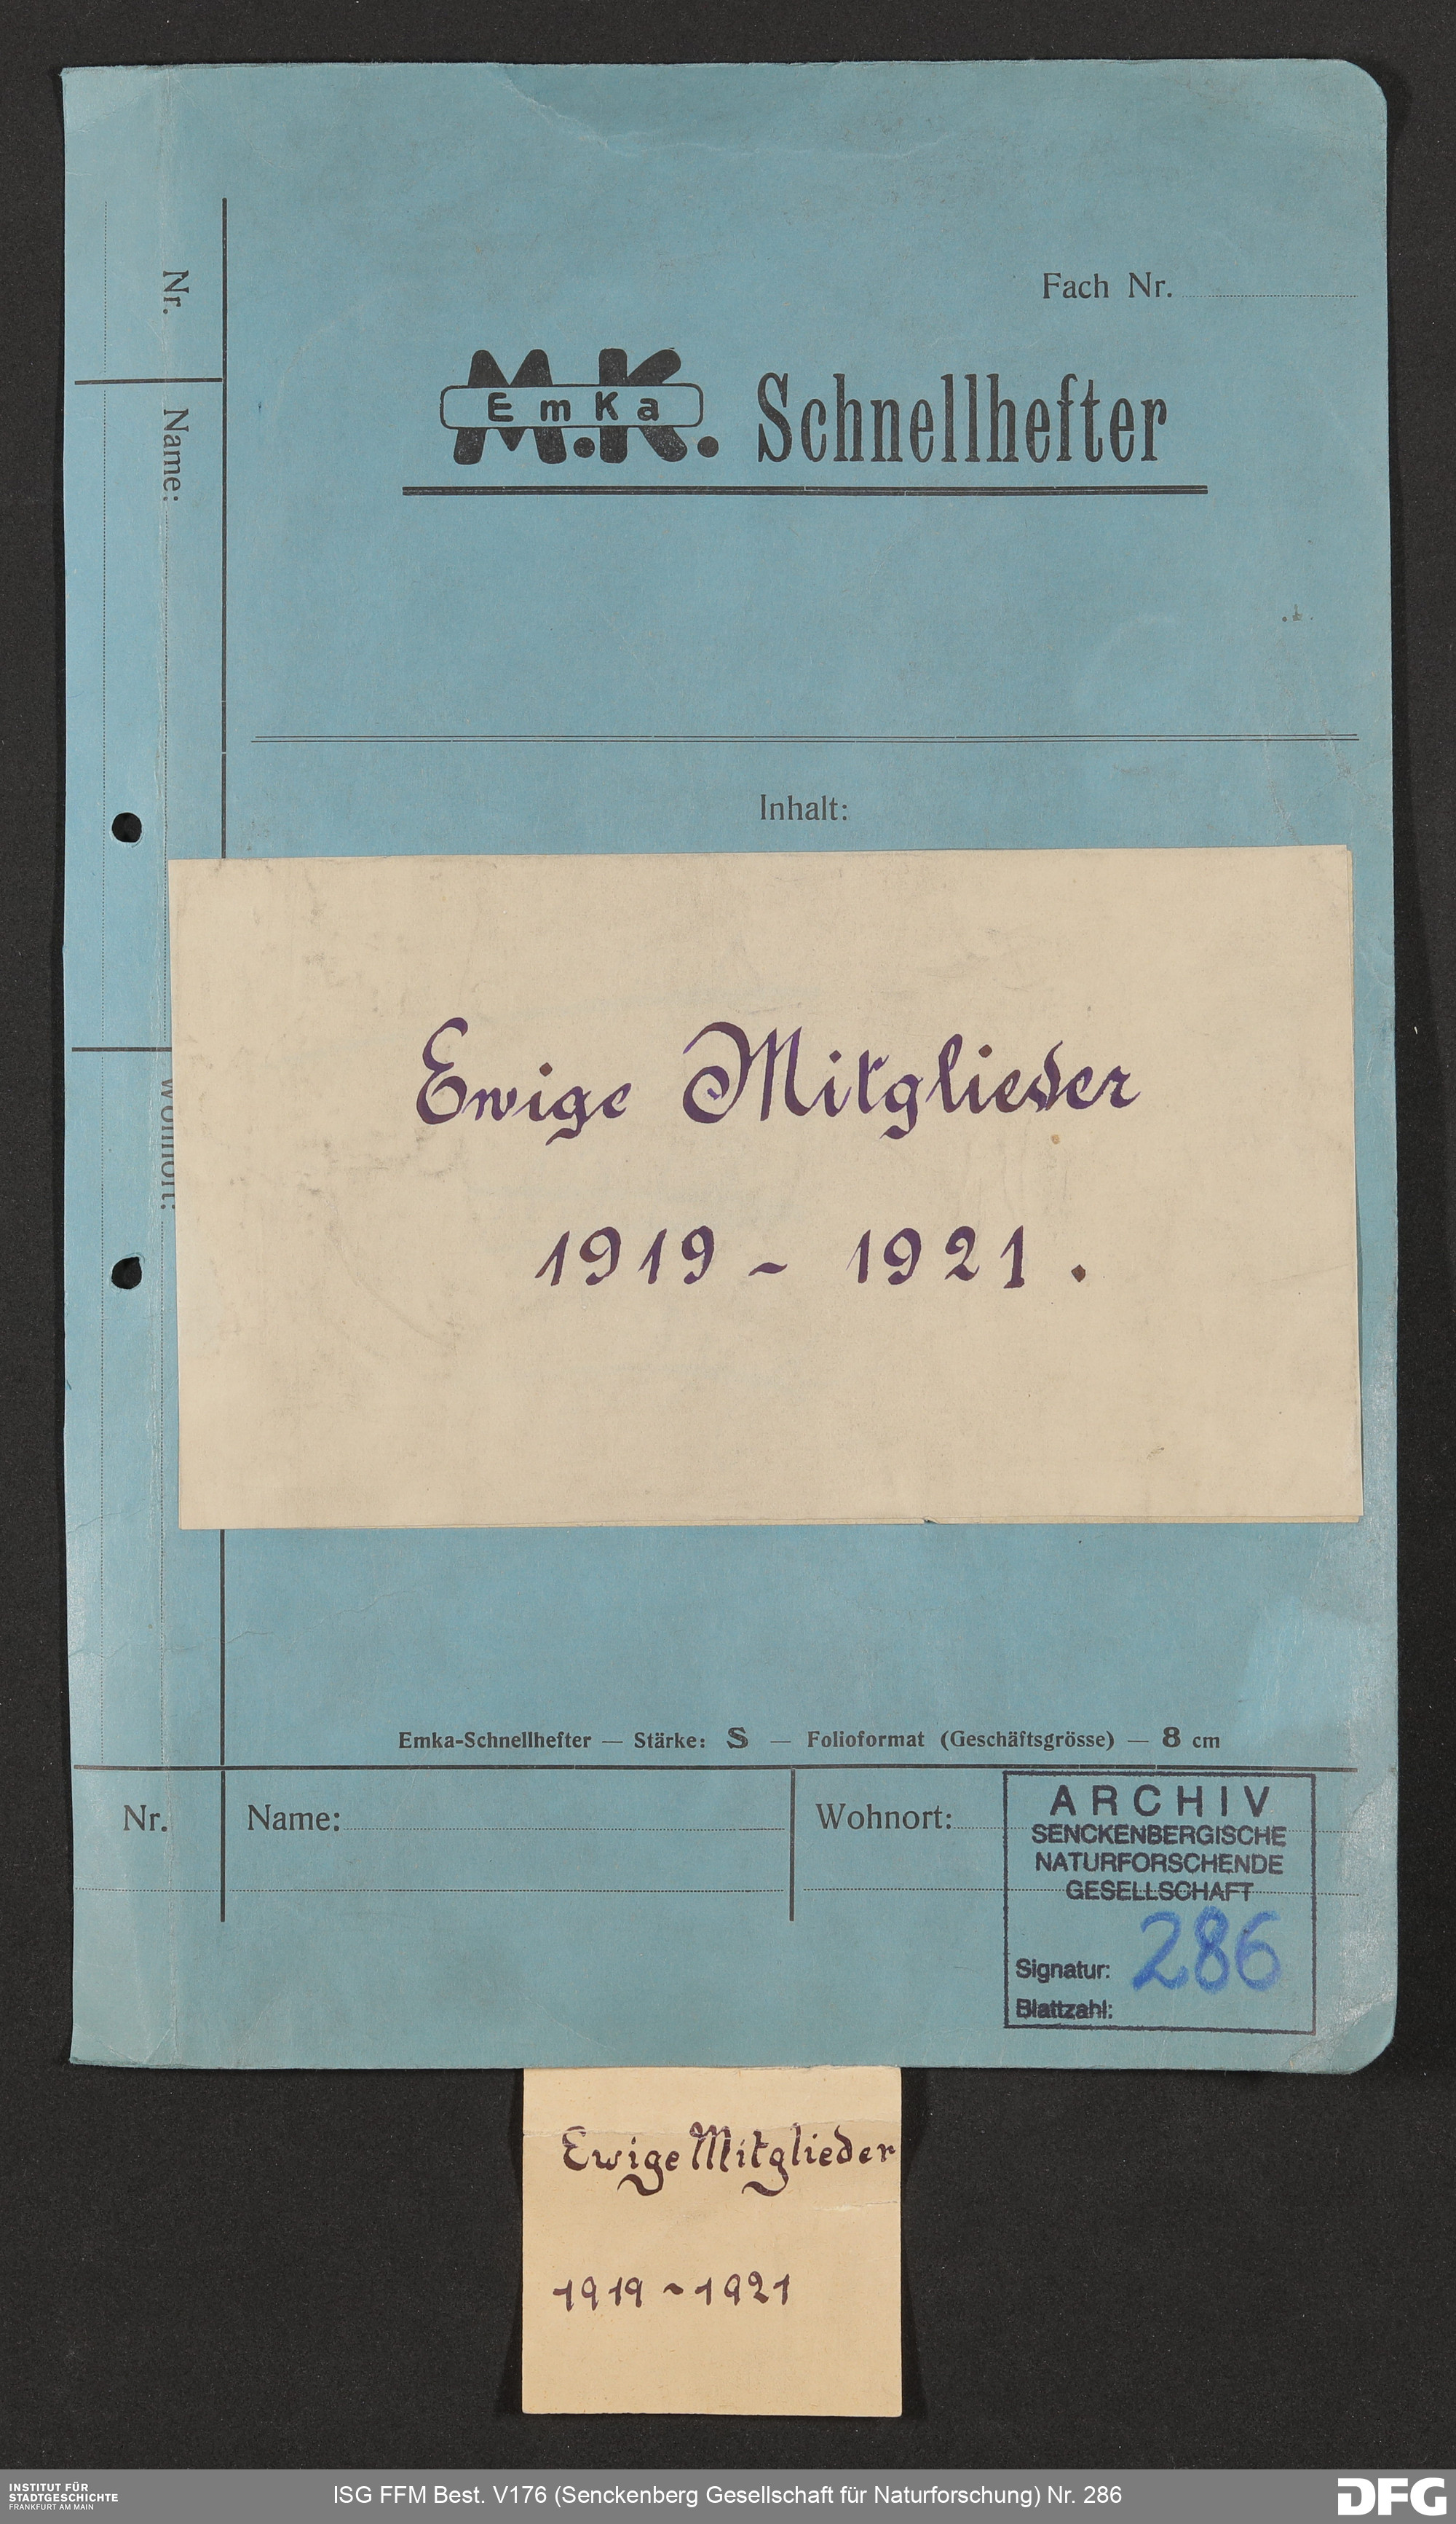 Fach Nr.
Nr.
Name:
M.K.
EmKa
Schnellhefter
Inhalt:
Ewige Mitglieder
1919 - 1921.
Wohnort:
Emka-Schnellhefter — Stärke: S — Folioformat (Geschäftsgrösse) — 8 cm
Nr.
Name:
Wohnort:
ARCHIV
SENCKENBERGISCHE
NATURFORSCHENDE
GESELLSCHAFT
Signatur: 286
Blattzahl:
Ewige Mitglieder
1919 ~ 1921
INSTITUT FÜR
STADTGESCHICHTE
FRANKFURT AM MAIN
ISG FFM Best. V176 (Senckenberg Gesellschaft für Naturforschung) Nr. 286
DFG